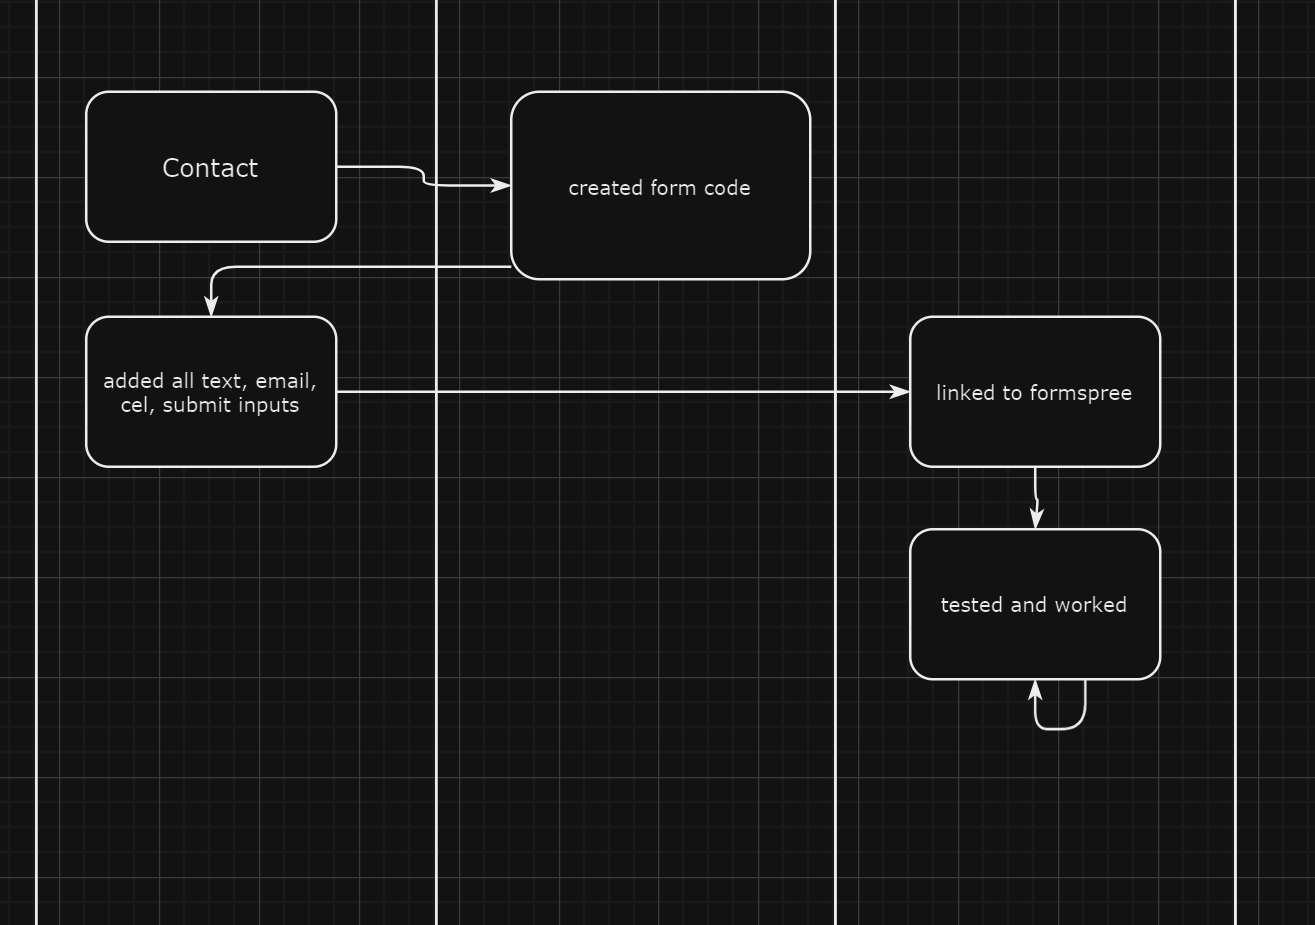 Contact
created form code
added all text, email,
cel, submit inputs
linked to formspree
tested and worked